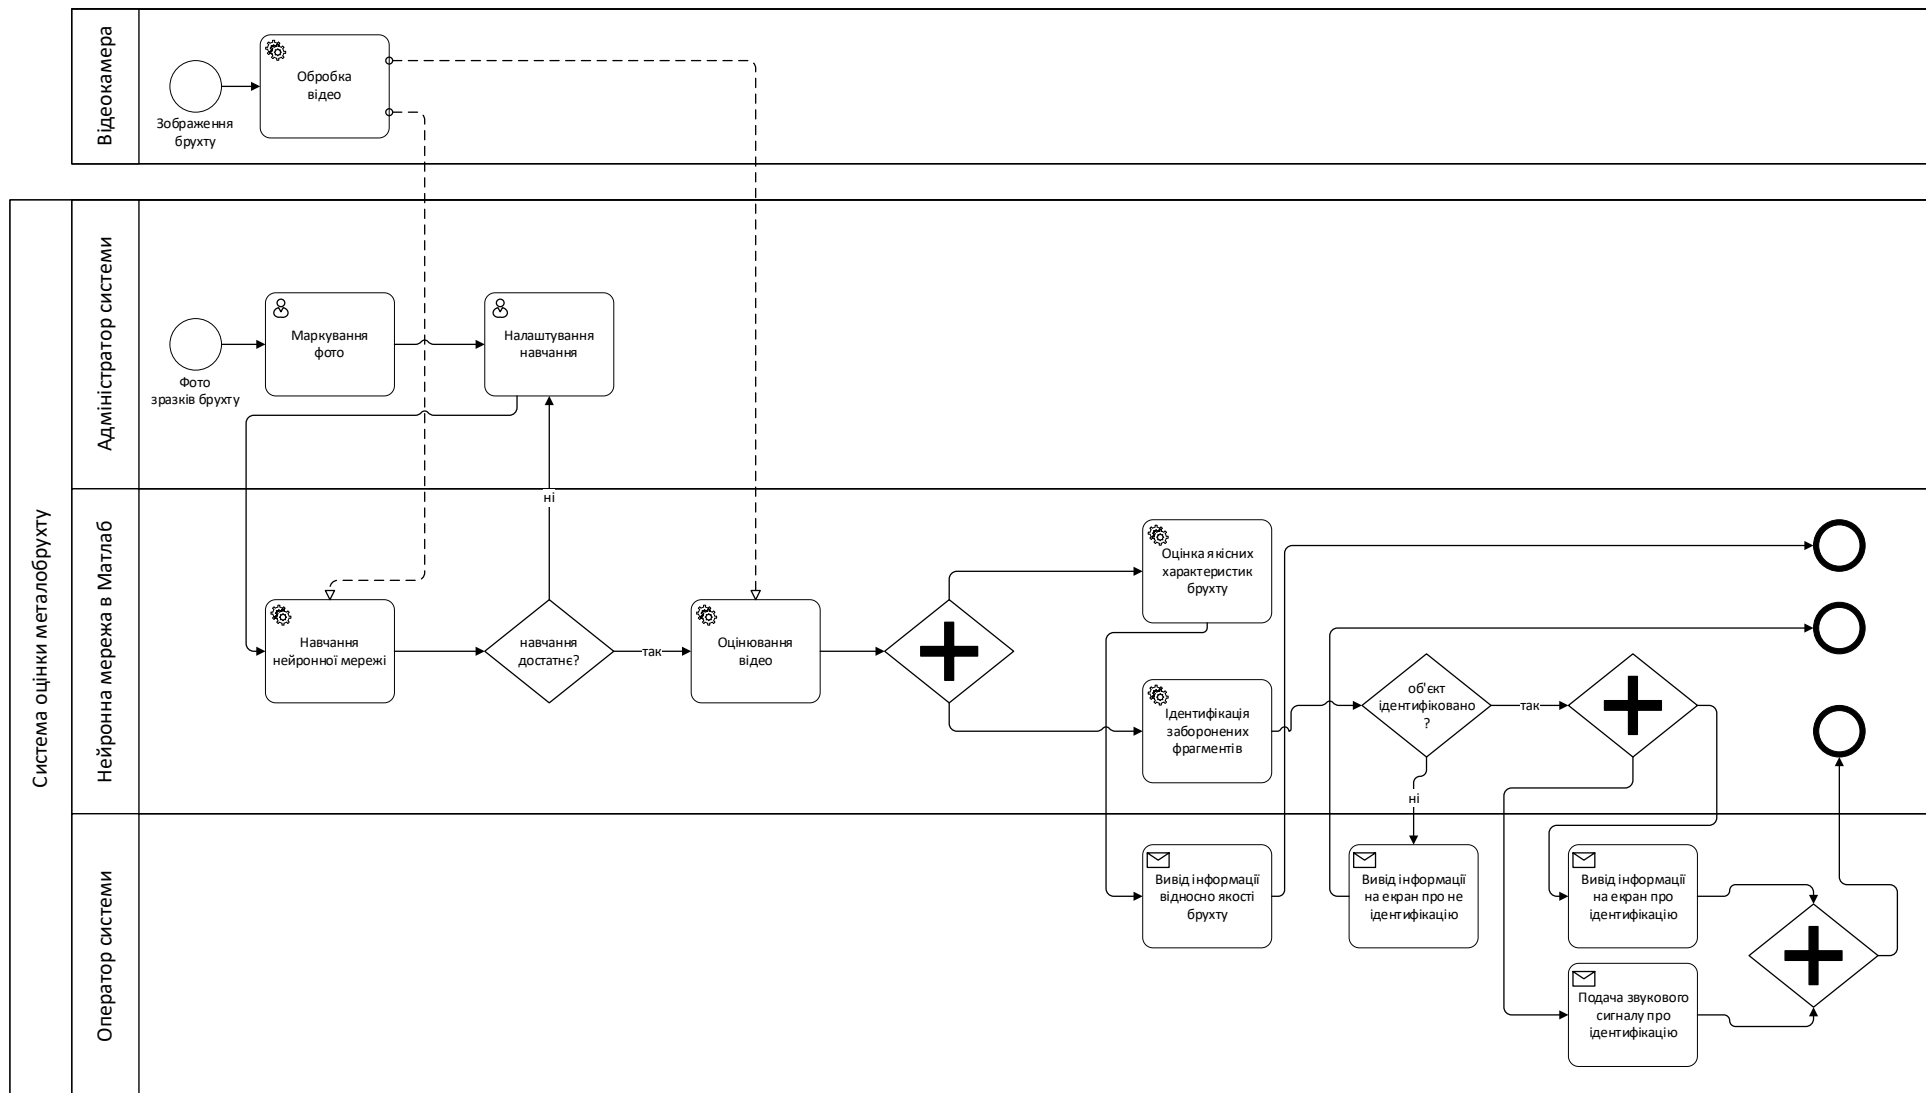 Відеокамера
Зображення
брухту
Обробка
відео
Система оцінки металобрухту
Адміністратор системи
Фото
зразків брухту
Маркування
фото
Налаштування
навчання
ні
Нейронна мережа в Матлаб
Навчання
нейронної мережі
навчання
достатнє?
так
Оцінювання
відео
Оцінка якісних
характеристик
брухту
Ідентифікація
заборонених
фрагментів
об'єкт
ідентифіковано
?
так
ні
Оператор системи
Вивід інформації
відносно якості
брухту
Вивід інформації
на екран про не
ідентифікацію
Вивід інформації
на екран про
ідентифікацію
Подача звукового
сигналу про
ідентифікацію